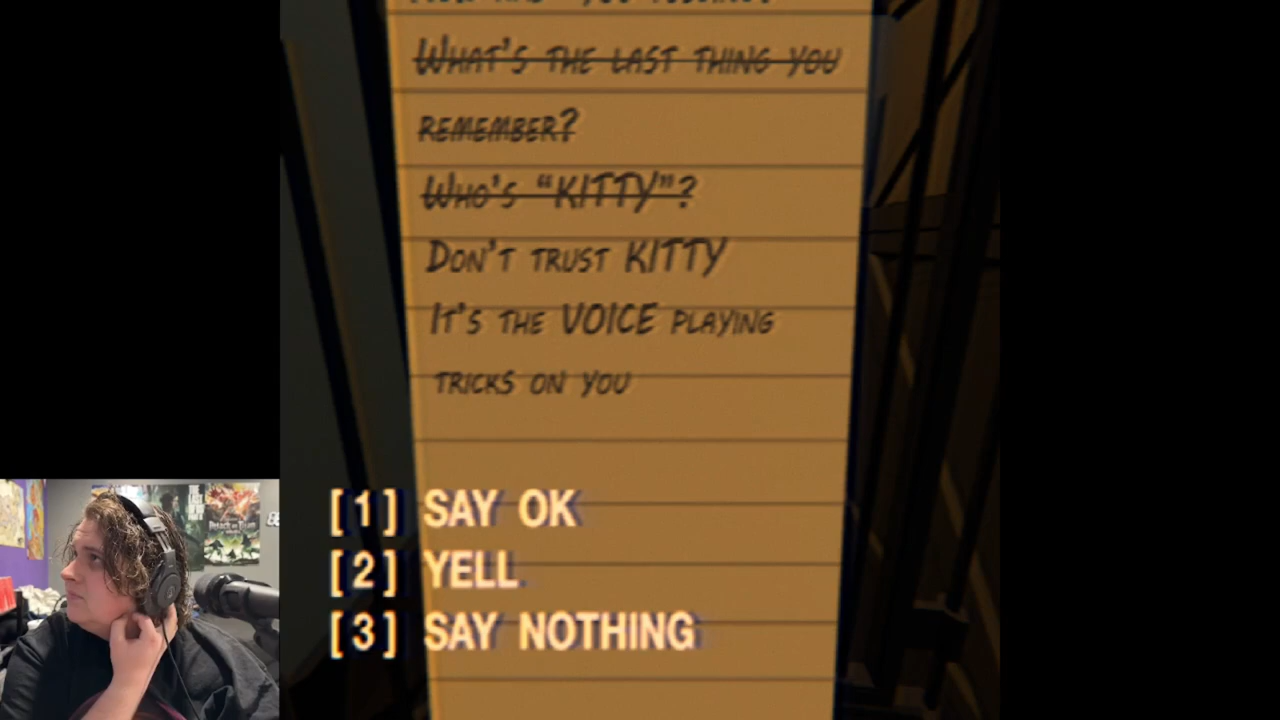 What's the last thing you
remember?
Who's "KITTY"?
Don't trust KITTY
It's the VOICE playing
tricks on you
[1] SAY OK
[2] YELL
[3] SAY NOTHING